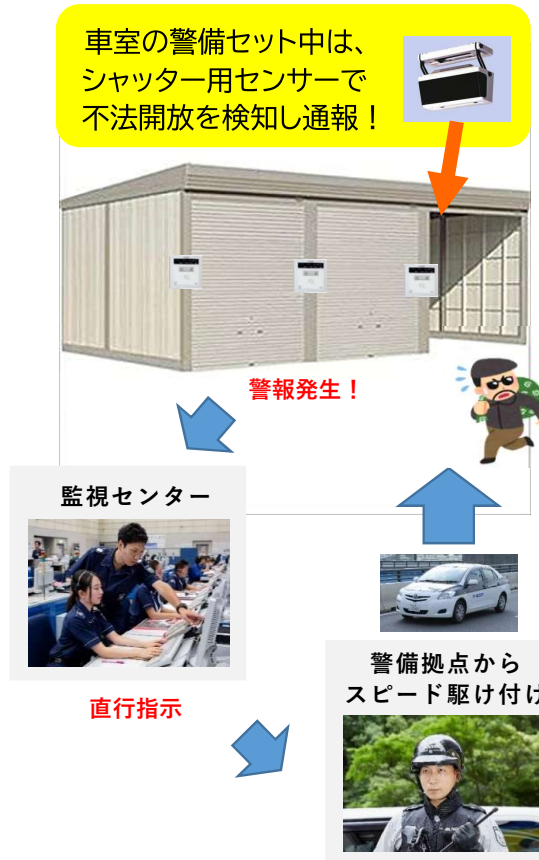 車室の警備セット中は、
シャッター用センサーで
不法開放を検知し通報！
警報発生！
監視センター
直行指示
警備拠点から
スピード駆け付け